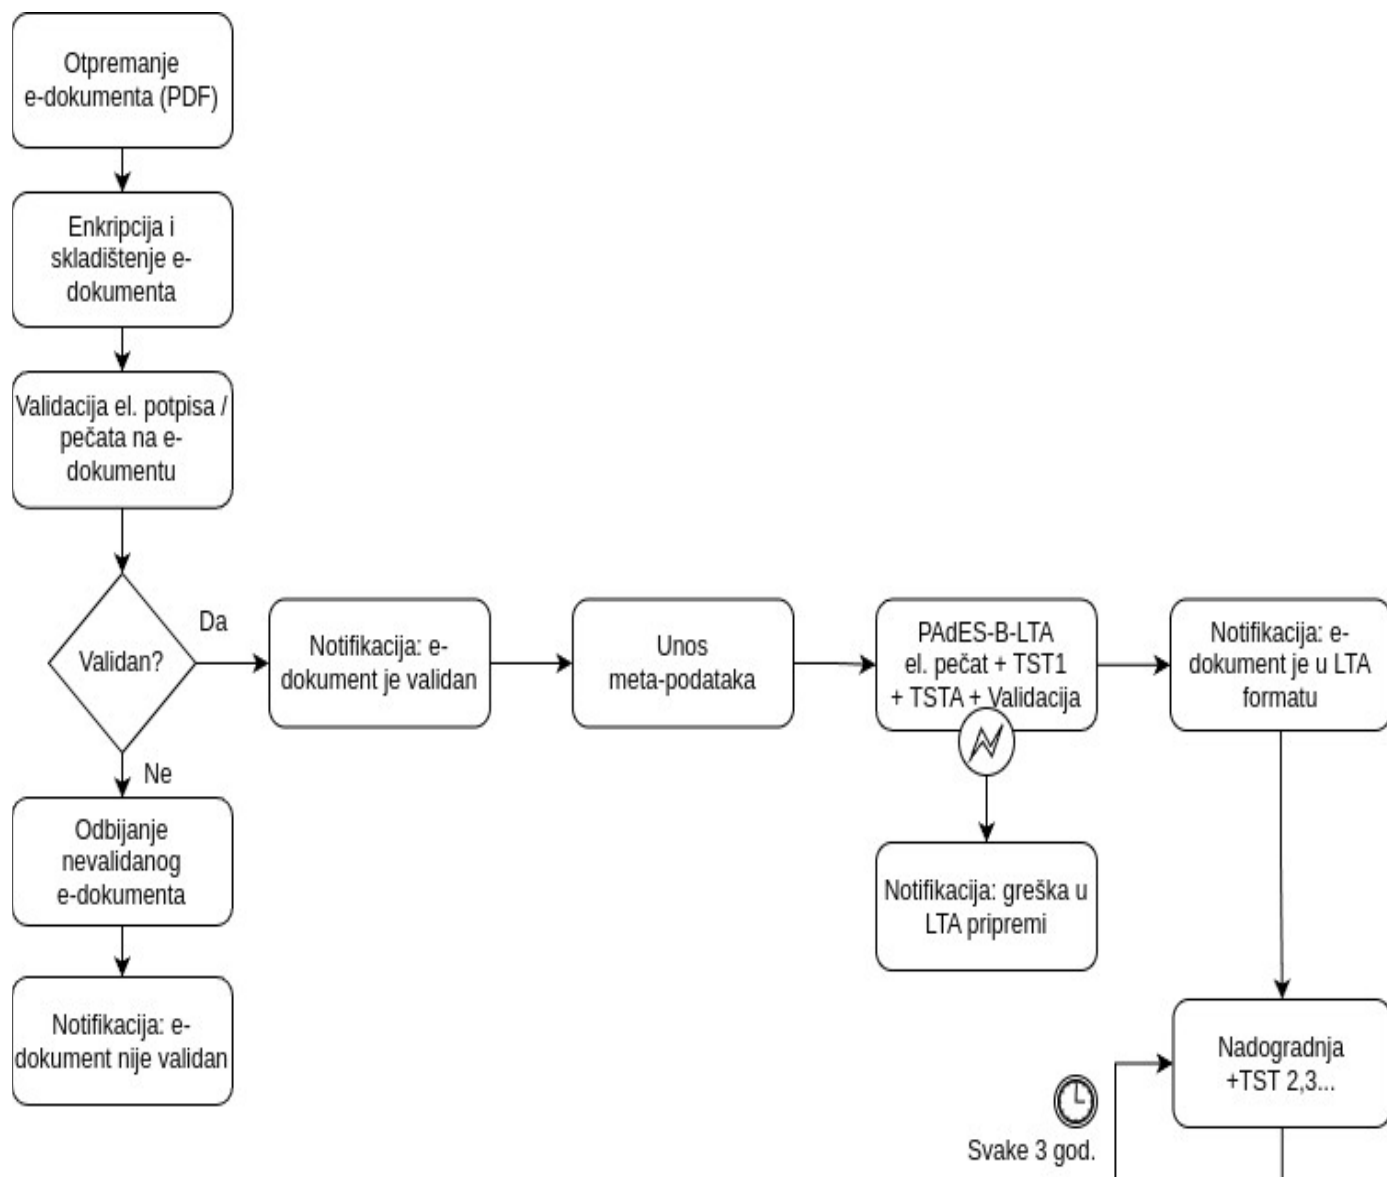 Otpremanje
e-dokumenta (PDF)
Enkripcija i
skladištenje e-
dokumenta
Validacija el. potpisa /
pečata na e-
dokumentu
Validan?
Da
Notifikacija: e-
dokument je validan
Unos
meta-podataka
PAdES-B-LTA
el. pečat + TST1
+ TSTA + Validacija
Notifikacija: e-
dokument je u LTA
formatu
Ne
Odbijanje
nevalidanog
e-dokumenta
Notifikacija: e-
dokument nije validan
Notifikacija: greška u
LTA pripremi
Nadogradnja
+TST 2,3...
Svake 3 god.